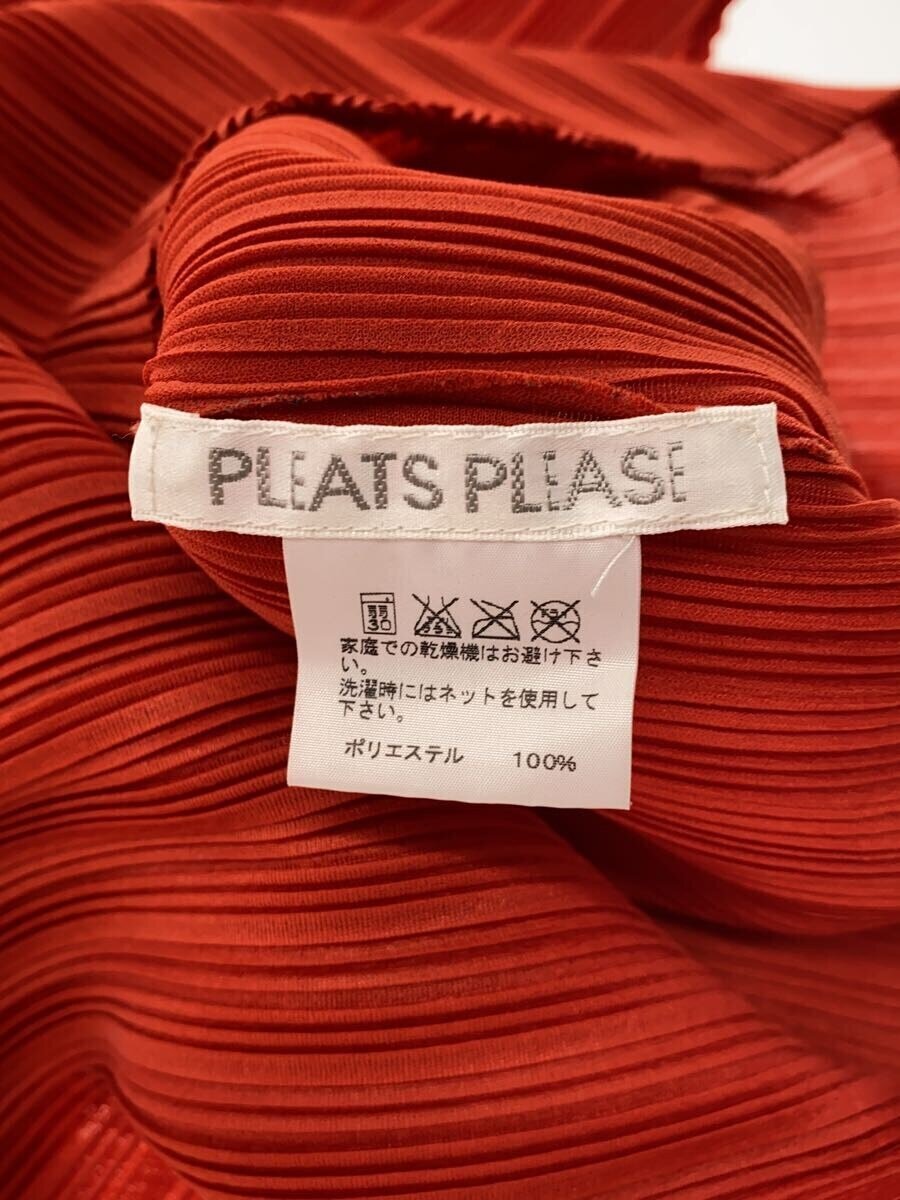 PLEATS PLEASE
弱
30
家庭での乾燥機はお避け下さ
い。
洗濯時にはネットを使用して
下さい。
ポリエステル 100%